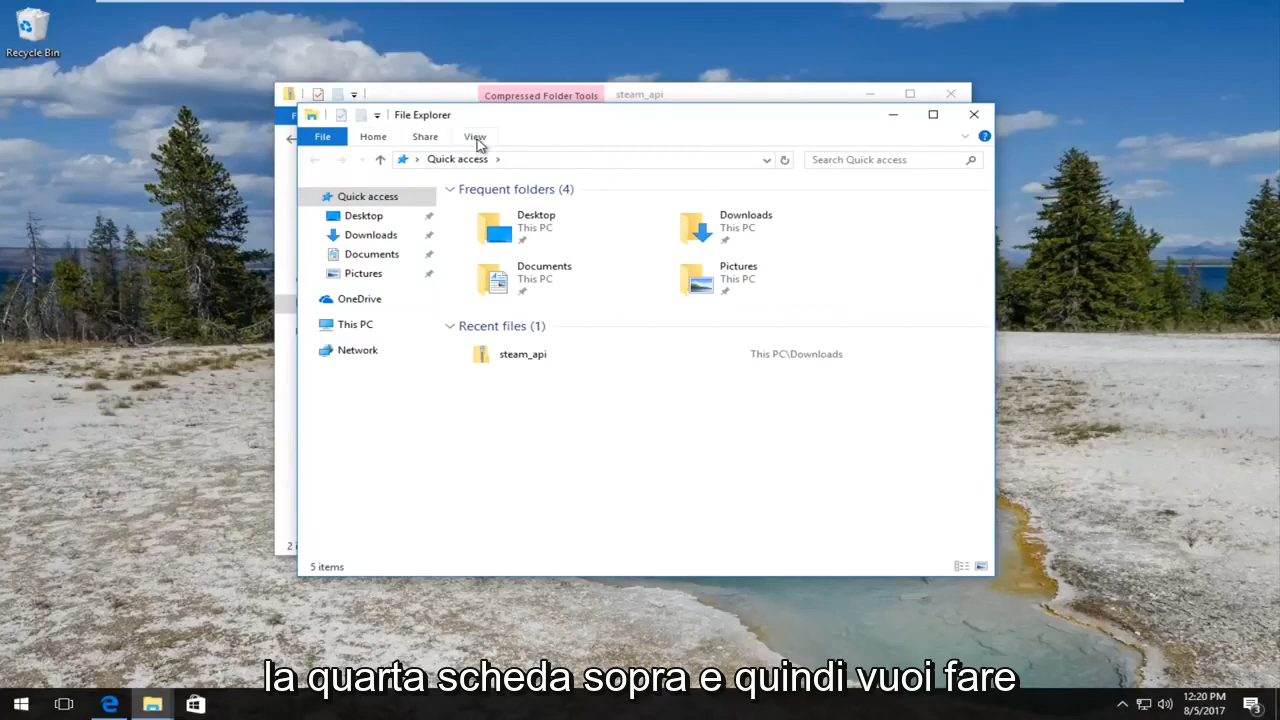 Recycle Bin
Compressed Folder Tools
steam_api
File Explorer
File
Home
Share
View
Quick access
Search Quick access
Quick access
Desktop
Downloads
Documents
Pictures
OneDrive
This PC
Network
Frequent folders (4)
Desktop
This PC
Downloads
This PC
Documents
This PC
Pictures
This PC
Recent files (1)
steam_api
This PC\Downloads
5 items
la quarta scheda sopra e quindi vuoi fare
12:20 PM
8/5/2017
3